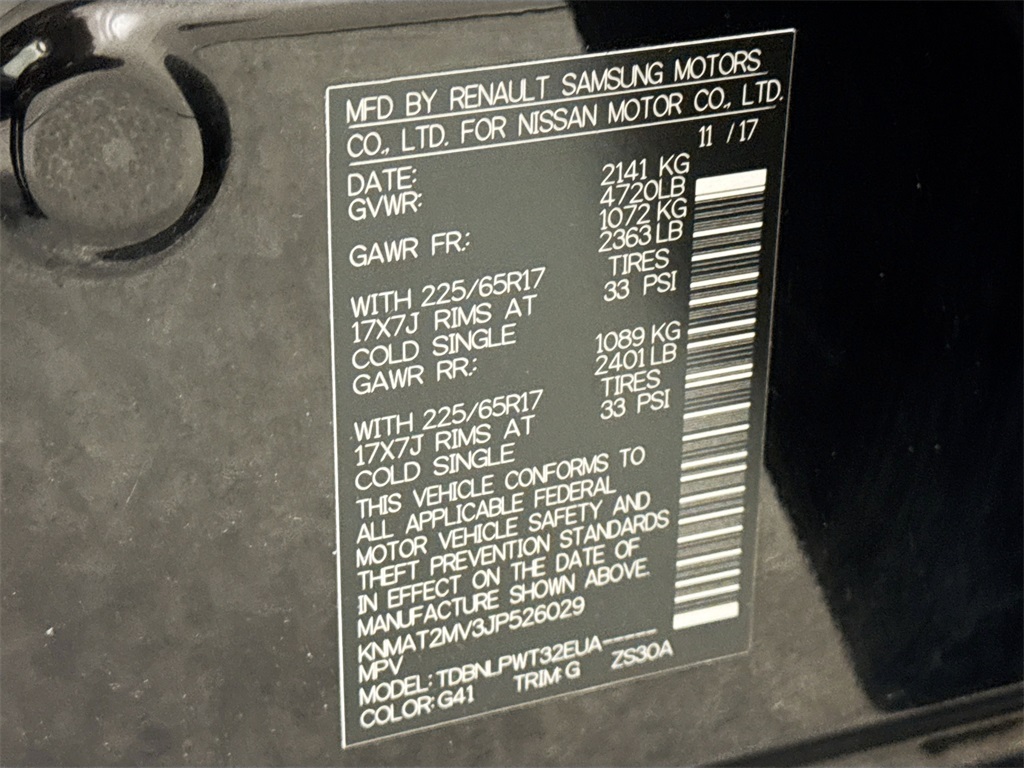 MFD BY RENAULT SAMSUNG MOTORS
CO., LTD. FOR NISSAN MOTOR CO., LTD.
DATE: 11 / 17
GVWR: 2141 KG
4720LB
GAWR FR.: 1072 KG
2363LB
WITH 225/65R17 TIRES
17X7J RIMS AT 33 PSI
COLD SINGLE
GAWR RR.: 1089 KG
2401LB
WITH 225/65R17 TIRES
17X7J RIMS AT 33 PSI
COLD SINGLE
THIS VEHICLE CONFORMS TO
ALL APPLICABLE FEDERAL
MOTOR VEHICLE SAFETY AND
THEFT PREVENTION STANDARDS
IN EFFECT ON THE DATE OF
MANUFACTURE SHOWN ABOVE.
KNMAT2MV3JP526029
MPV
MODEL: TDBNLPWT32EUA-----
COLOR: G41 TRIM: G ZS30A